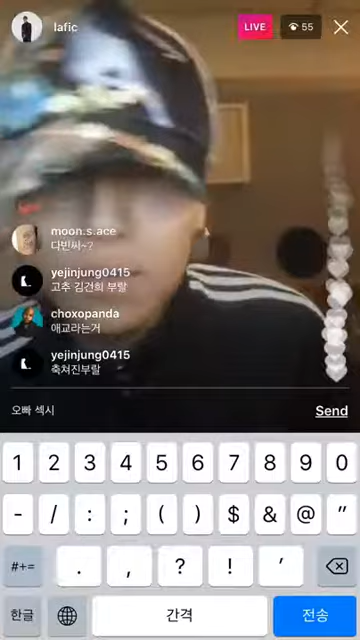 lafic
LIVE
55
moon.s.ace
다빈씨~?
yejinjung0415
고추 김건희 부랄
choxopanda
애교라는거
yejinjung0415
축쳐진부랄
오빠 섹시
Send
1 2 3 4 5 6 7 8 9 0
- / : ; ( ) $ & @ "
#+= . , ? ! '
한글 간격 전송